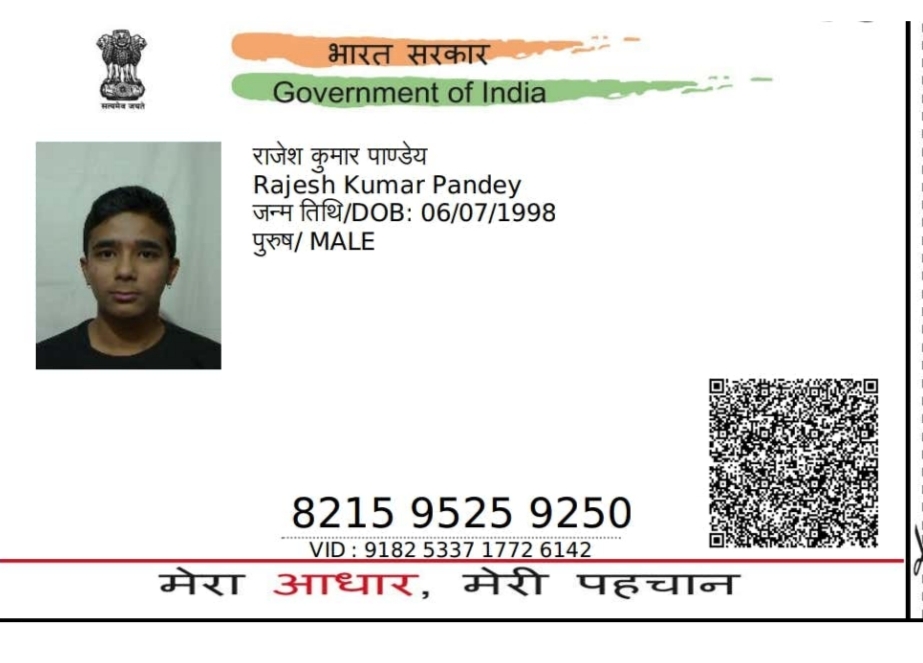 सत्यमेव जयते
भारत सरकार
Government of India
राजेश कुमार पाण्डेय
Rajesh Kumar Pandey
जन्म तिथि/DOB: 06/07/1998
पुरुष/ MALE
8215 9525 9250
VID : 9182 5337 1772 6142
मेरा आधार, मेरी पहचान